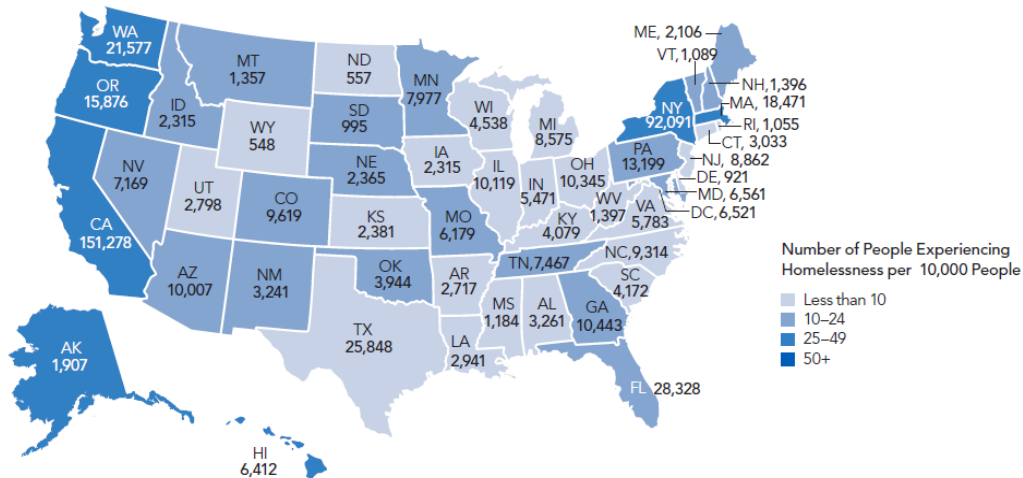 WA
21,577
OR
15,876
CA
151,278
ID
2,315
NV
7,169
MT
1,357
WY
548
UT
2,798
AZ
10,007
CO
9,619
NM
3,241
ND
557
SD
995
NE
2,365
KS
2,381
OK
3,944
TX
25,848
MN
7,977
IA
2,315
MO
6,179
AR
2,717
LA
2,941
WI
4,538
IL
10,119
MI
8,575
IN
5,471
OH
10,345
KY
4,079
TN, 7,467
MS
1,184
AL
3,261
GA
10,443
FL 28,328
SC
4,172
NC, 9,314
VA
5,783
WV
1,397
PA
13,199
NY
92,091
ME, 2,106
VT, 1,089
NH, 1,396
MA, 18,471
RI, 1,055
CT, 3,033
NJ, 8,862
DE, 921
MD, 6,561
DC, 6,521
AK
1,907
HI
6,412
Number of People Experiencing
Homelessness per 10,000 People
Less than 10
10–24
25–49
50+